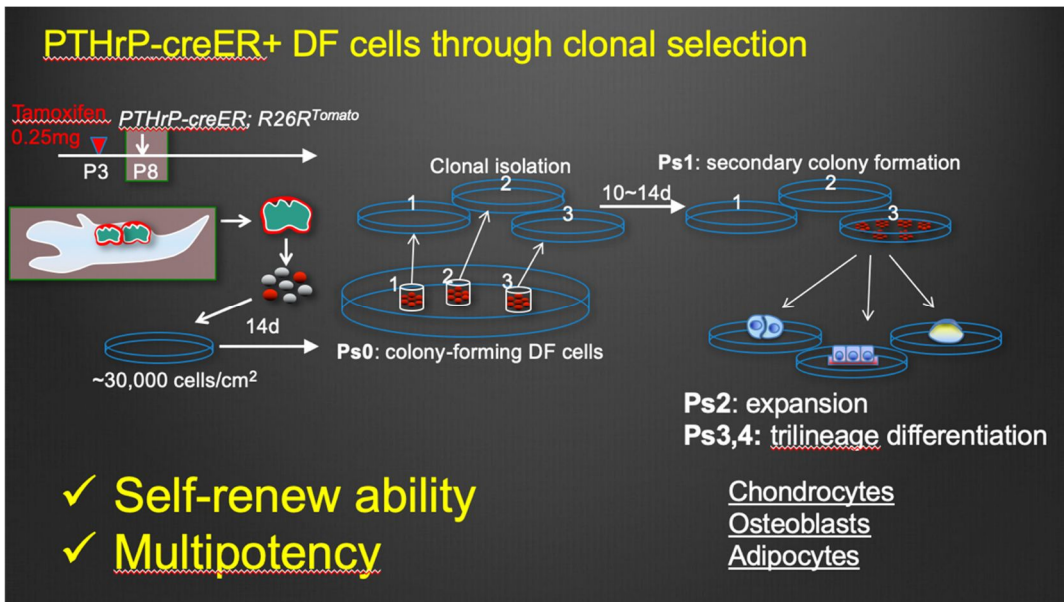 PTHrP-creER+ DF cells through clonal selection
Tamoxifen
0.25mg
PTHrP-creER; R26R^Tomato
P3
P8
Clonal isolation
1
2
3
1
2
3
14d
~30,000 cells/cm²
Ps0: colony-forming DF cells
10~14d
Ps1: secondary colony formation
1
2
3
Ps2: expansion
Ps3,4: trilineage differentiation
Chondrocytes
Osteoblasts
Adipocytes
✓ Self-renew ability
✓ Multipotency